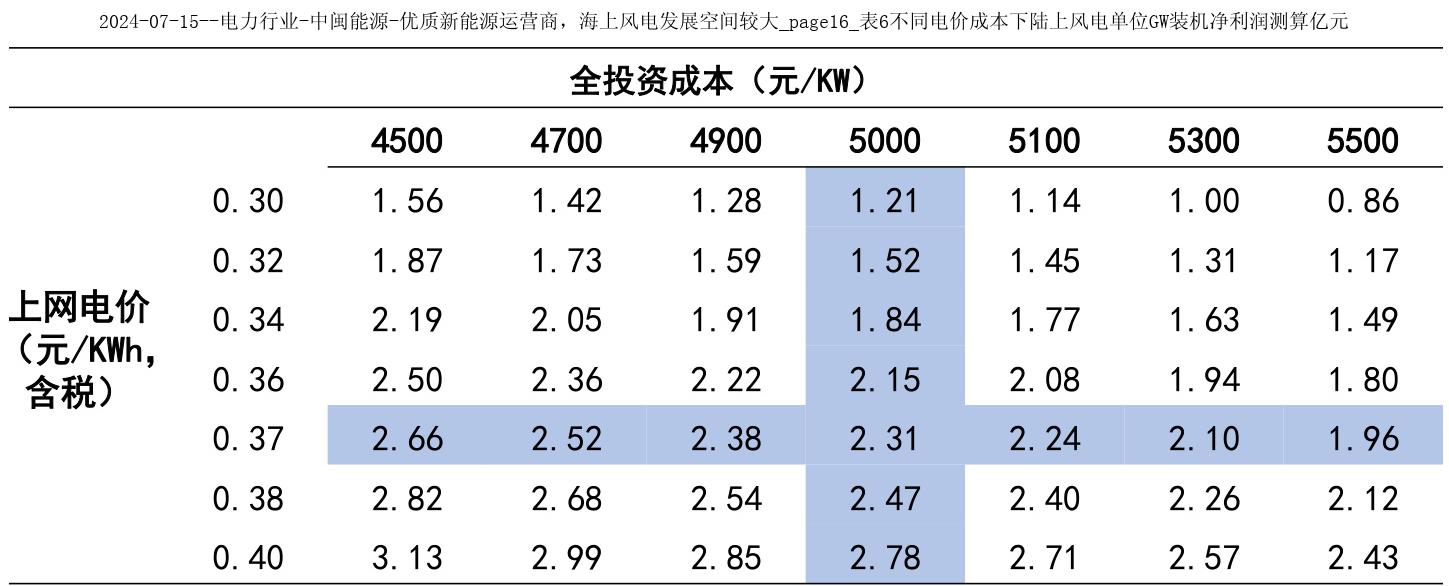 2024-07-15--电力行业-中闽能源-优质新能源运营商，海上风电发展空间较大_page16_表6不同电价成本下陆上风电单位GW装机净利润测算亿元
全投资成本（元/KW）
4500 4700 4900 5000 5100 5300 5500
0.30 1.56 1.42 1.28 1.21 1.14 1.00 0.86
0.32 1.87 1.73 1.59 1.52 1.45 1.31 1.17
上网电价
（元/KWh，
含税）
0.34 2.19 2.05 1.91 1.84 1.77 1.63 1.49
0.36 2.50 2.36 2.22 2.15 2.08 1.94 1.80
0.37 2.66 2.52 2.38 2.31 2.24 2.10 1.96
0.38 2.82 2.68 2.54 2.47 2.40 2.26 2.12
0.40 3.13 2.99 2.85 2.78 2.71 2.57 2.43